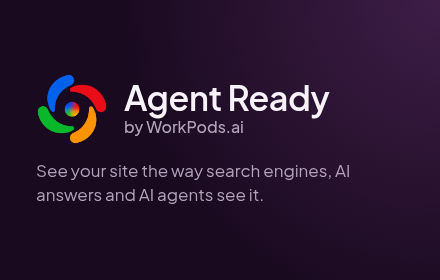 Agent Ready
by WorkPods.ai
See your site the way search engines, AI
answers and AI agents see it.